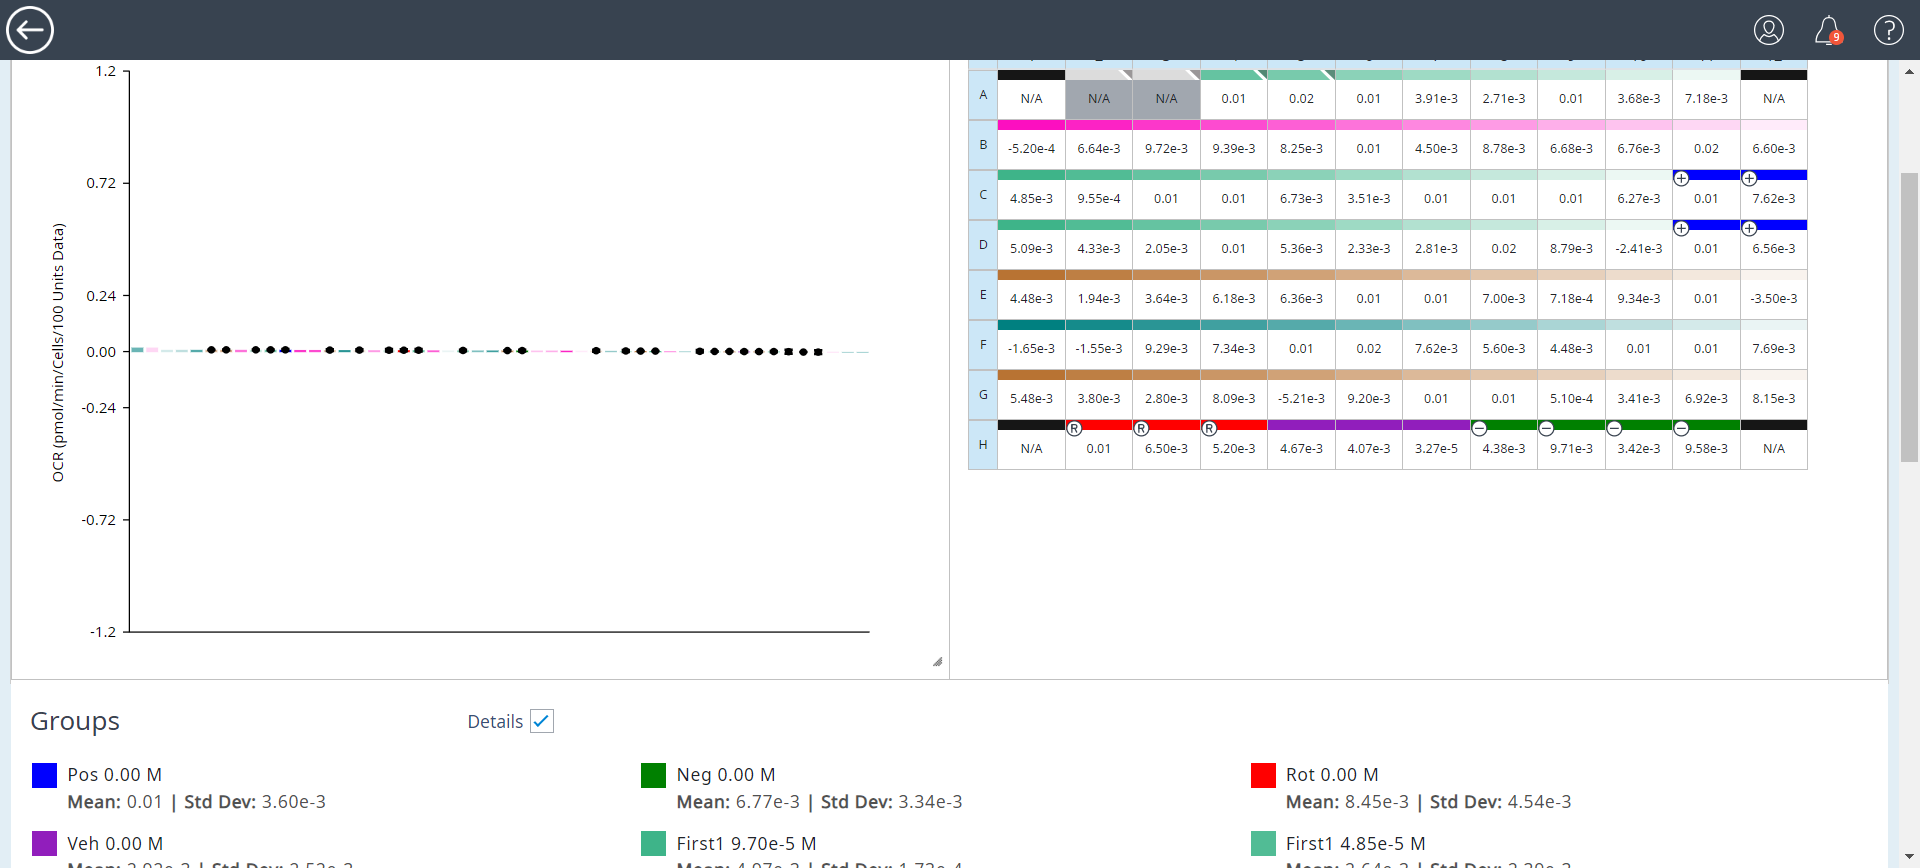 9
1.2
0.72
0.24
0.00
-0.24
-0.72
-1.2
OCR (pmol/min/Cells/100 Units Data)
A N/A N/A N/A 0.01 0.02 0.01 3.91e-3 2.71e-3 0.01 3.68e-3 7.18e-3 N/A
B -5.20e-4 6.64e-3 9.72e-3 9.39e-3 8.25e-3 0.01 4.50e-3 8.78e-3 6.68e-3 6.76e-3 0.02 6.60e-3
C 4.85e-3 9.55e-4 0.01 0.01 6.73e-3 3.51e-3 0.01 0.01 0.01 6.27e-3 0.01 7.62e-3
D 5.09e-3 4.33e-3 2.05e-3 0.01 5.36e-3 2.33e-3 2.81e-3 0.02 8.79e-3 -2.41e-3 0.01 6.56e-3
E 4.48e-3 1.94e-3 3.64e-3 6.18e-3 6.36e-3 0.01 0.01 7.00e-3 7.18e-4 9.34e-3 0.01 -3.50e-3
F -1.65e-3 -1.55e-3 9.29e-3 7.34e-3 0.01 0.02 7.62e-3 5.60e-3 4.48e-3 0.01 0.01 7.69e-3
G 5.48e-3 3.80e-3 2.80e-3 8.09e-3 -5.21e-3 9.20e-3 0.01 0.01 5.10e-4 3.41e-3 6.92e-3 8.15e-3
R R R
H N/A 0.01 6.50e-3 5.20e-3 4.67e-3 4.07e-3 3.27e-5 4.38e-3 9.71e-3 3.42e-3 9.58e-3 N/A
Groups Details
Pos 0.00 M Neg 0.00 M Rot 0.00 M
Mean: 0.01 | Std Dev: 3.60e-3 Mean: 6.77e-3 | Std Dev: 3.34e-3 Mean: 8.45e-3 | Std Dev: 4.54e-3
Veh 0.00 M First1 9.70e-5 M First1 4.85e-5 M